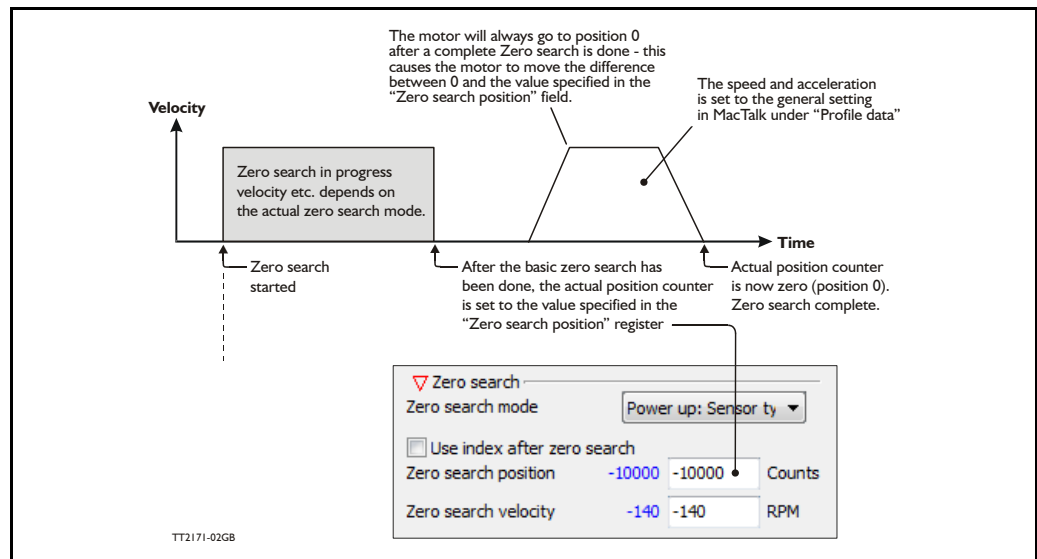 The motor will always go to position 0
after a complete Zero search is done - this
causes the motor to move the difference
between 0 and the value specified in the
“Zero search position” field.
The speed and acceleration
is set to the general setting
in MacTalk under “Profile data”
Velocity
Zero search in progress
velocity etc. depends on
the actual zero search mode.
Time
Zero search
started
After the basic zero search has
been done, the actual position counter
is set to the value specified in the
“Zero search position” register
Actual position counter
is now zero (position 0).
Zero search complete.
Zero search
Zero search mode Power up: Sensor ty
Use index after zero search
Zero search position -10000 -10000 Counts
Zero search velocity -140 -140 RPM
TT2171-02GB